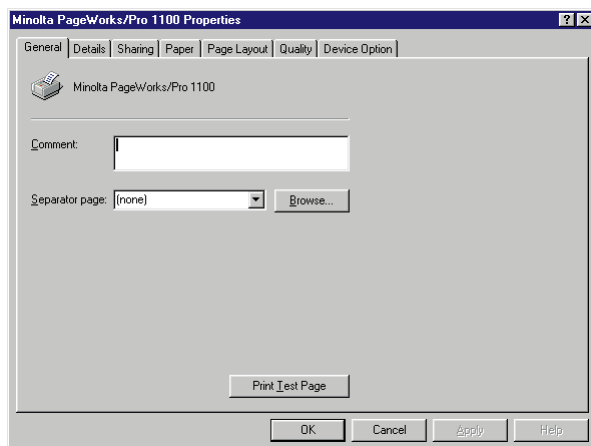 Minolta PageWorks/Pro 1100 Properties ? ×
General Details Sharing Paper Page Layout Quality Device Option
Minolta PageWorks/Pro 1100
Comment:
Separator page: (none) Browse...
Print Test Page
OK Cancel Apply Help